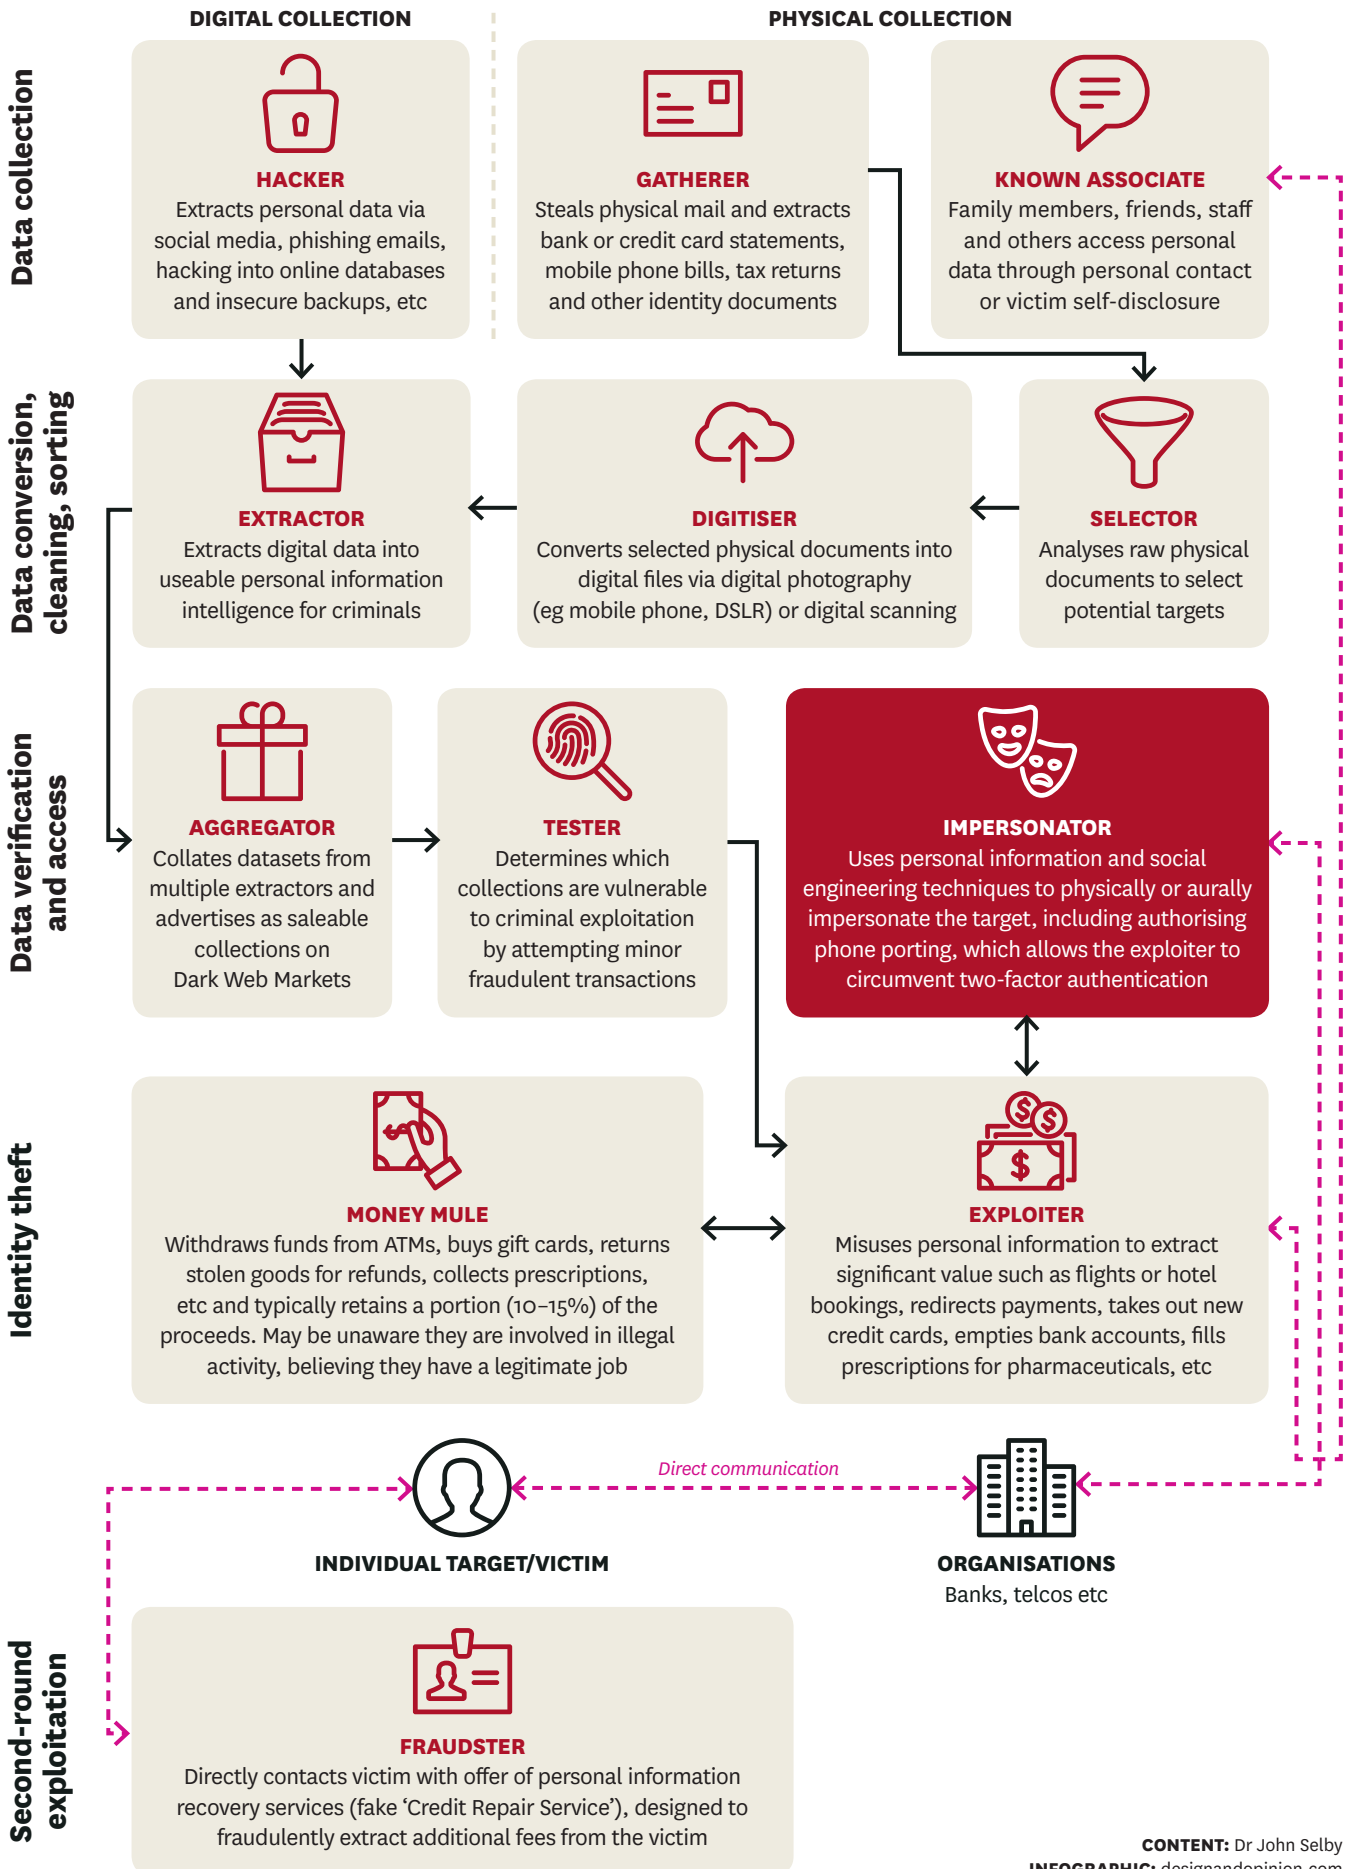 DIGITAL COLLECTION
PHYSICAL COLLECTION
Data collection
HACKER
Extracts personal data via
social media, phishing emails,
hacking into online databases
and insecure backups, etc
GATHERER
Steals physical mail and extracts
bank or credit card statements,
mobile phone bills, tax returns
and other identity documents
KNOWN ASSOCIATE
Family members, friends, staff
and others access personal
data through personal contact
or victim self-disclosure
Data conversion,
cleaning, sorting
EXTRACTOR
Extracts digital data into
useable personal information
intelligence for criminals
DIGITISER
Converts selected physical documents into
digital files via digital photography
(eg mobile phone, DSLR) or digital scanning
SELECTOR
Analyses raw physical
documents to select
potential targets
Data verification
and access
AGGREGATOR
Collates datasets from
multiple extractors and
advertises as saleable
collections on
Dark Web Markets
TESTER
Determines which
collections are vulnerable
to criminal exploitation
by attempting minor
fraudulent transactions
IMPERSONATOR
Uses personal information and social
engineering techniques to physically or aurally
impersonate the target, including authorising
phone porting, which allows the exploiter to
circumvent two-factor authentication
Identity theft
MONEY MULE
Withdraws funds from ATMs, buys gift cards, returns
stolen goods for refunds, collects prescriptions,
etc and typically retains a portion (10–15%) of the
proceeds. May be unaware they are involved in illegal
activity, believing they have a legitimate job
$ $
$
EXPLOITER
Misuses personal information to extract
significant value such as flights or hotel
bookings, redirects payments, takes out new
credit cards, empties bank accounts, fills
prescriptions for pharmaceuticals, etc
Direct communication
INDIVIDUAL TARGET/VICTIM
ORGANISATIONS
Banks, telcos etc
Second-round
exploitation
FRAUDSTER
Directly contacts victim with offer of personal information
recovery services (fake ‘Credit Repair Service’), designed to
fraudulently extract additional fees from the victim
CONTENT: Dr John Selby
INFOGRAPHIC: designandopinion.com